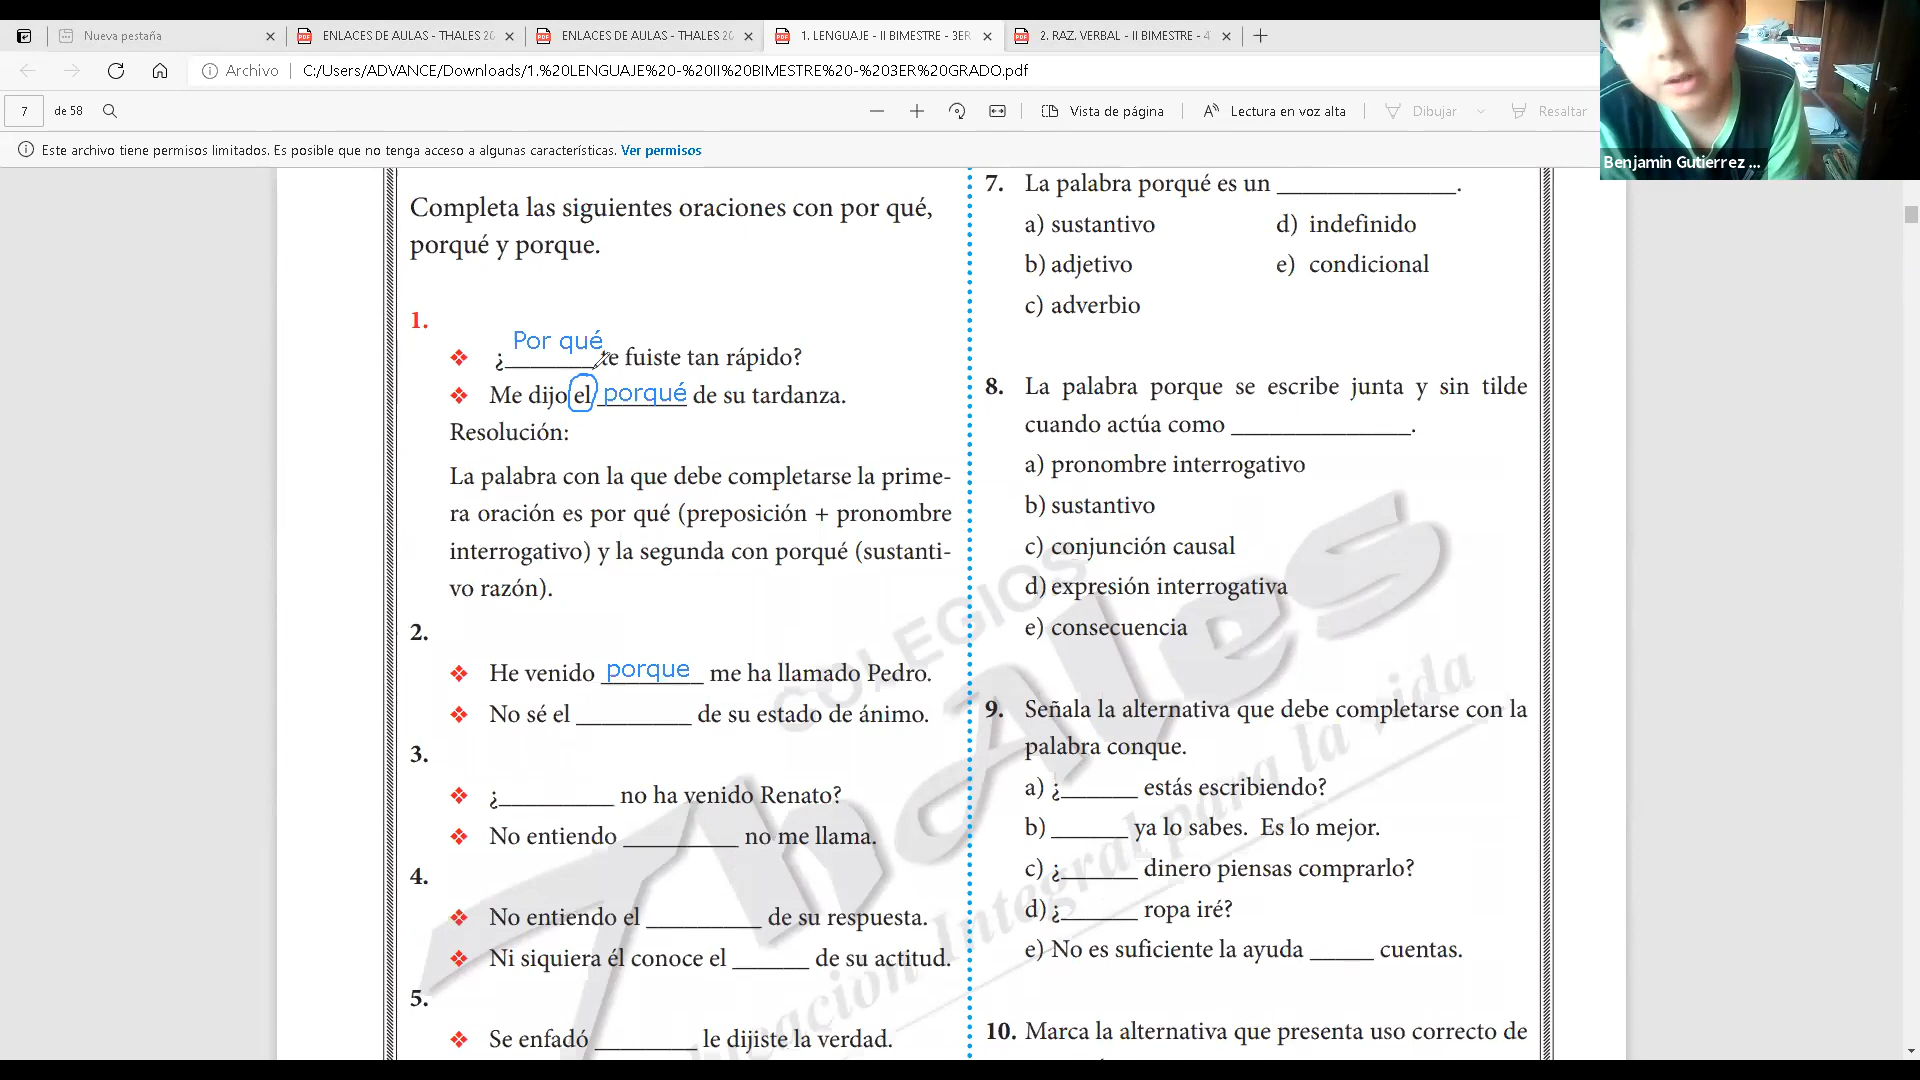 Nueva pestaña
ENLACES DE AULAS - THALES 20
ENLACES DE AULAS - THALES 20
1. LENGUAJE - II BIMESTRE - 3ER
2. RAZ. VERBAL - II BIMESTRE - 4
Archivo C:/Users/ADVANCE/Downloads/1.%20LENGUAJE%20-%20II%20BIMESTRE%20-%203ER%20GRADO.pdf
7 de 58 Vista de página Lectura en voz alta Dibujar Resaltar
Este archivo tiene permisos limitados. Es posible que no tenga acceso a algunas características. Ver permisos
Benjamin Gutierrez ...
Completa las siguientes oraciones con por qué,
porqué y porque.
1.
Por qué
¿________te fuiste tan rápido?
Me dijo el porqué de su tardanza.
Resolución:
La palabra con la que debe completarse la prime-
ra oración es por qué (preposición + pronombre
interrogativo) y la segunda con porqué (sustanti-
vo razón).
2.
He venido porque me ha llamado Pedro.
No sé el _________ de su estado de ánimo.
3.
¿_________ no ha venido Renato?
No entiendo _________ no me llama.
4.
No entiendo el _________ de su respuesta.
Ni siquiera él conoce el ______ de su actitud.
5.
Se enfadó ________ le dijiste la verdad.
7. La palabra porqué es un ______________.
a) sustantivo d) indefinido
b) adjetivo e) condicional
c) adverbio
8. La palabra porque se escribe junta y sin tilde
cuando actúa como ______________.
a) pronombre interrogativo
b) sustantivo
c) conjunción causal
d) expresión interrogativa
e) consecuencia
9. Señala la alternativa que debe completarse con la
palabra conque.
a) ¿______ estás escribiendo?
b) ______ ya lo sabes. Es lo mejor.
c) ¿______ dinero piensas comprarlo?
d) ¿______ ropa iré?
e) No es suficiente la ayuda _____ cuentas.
10. Marca la alternativa que presenta uso correcto de
COLEGIOS
Thales
Educación Integral para la vida